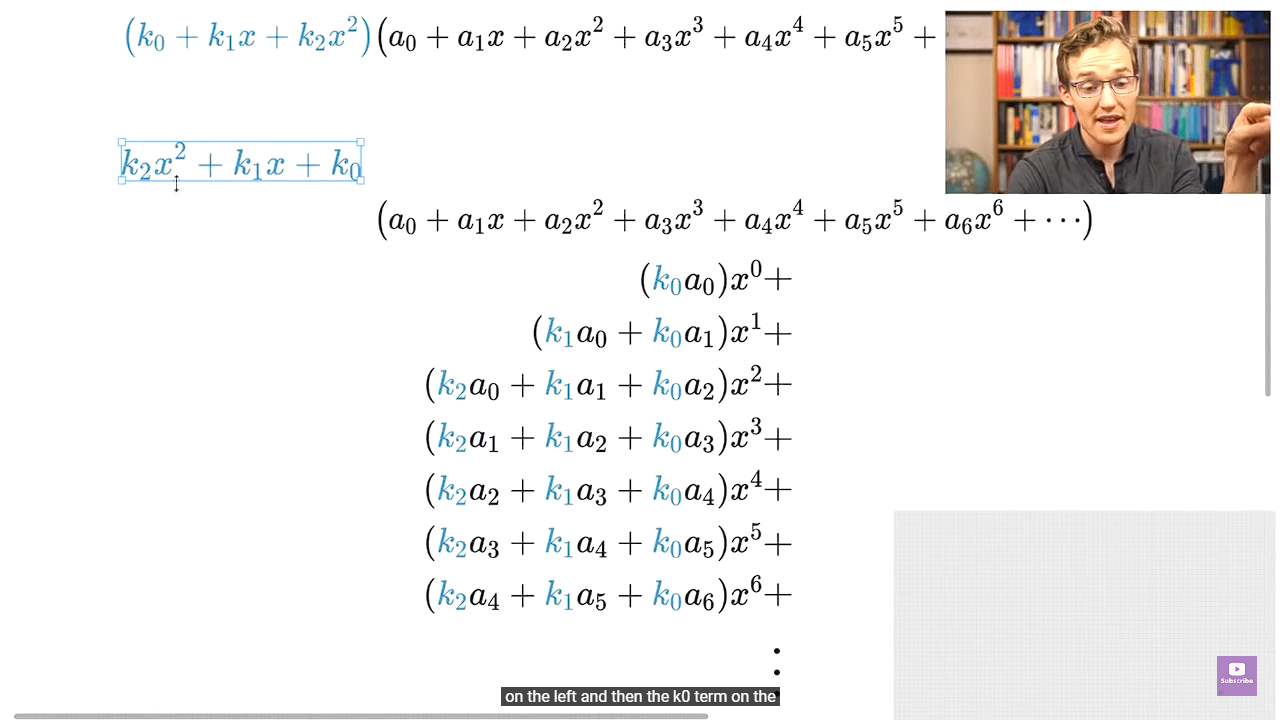 (k₀ + k₁x + k₂x²)(a₀ + a₁x + a₂x² + a₃x³ + a₄x⁴ + a₅x⁵ +
k₂x² + k₁x + k₀
(a₀ + a₁x + a₂x² + a₃x³ + a₄x⁴ + a₅x⁵ + a₆x⁶ + ⋯)
(k₀a₀)x⁰+
(k₁a₀ + k₀a₁)x¹+
(k₂a₀ + k₁a₁ + k₀a₂)x²+
(k₂a₁ + k₁a₂ + k₀a₃)x³+
(k₂a₂ + k₁a₃ + k₀a₄)x⁴+
(k₂a₃ + k₁a₄ + k₀a₅)x⁵+
(k₂a₄ + k₁a₅ + k₀a₆)x⁶+
⋮
Subscribe
on the left and then the k0 term on the